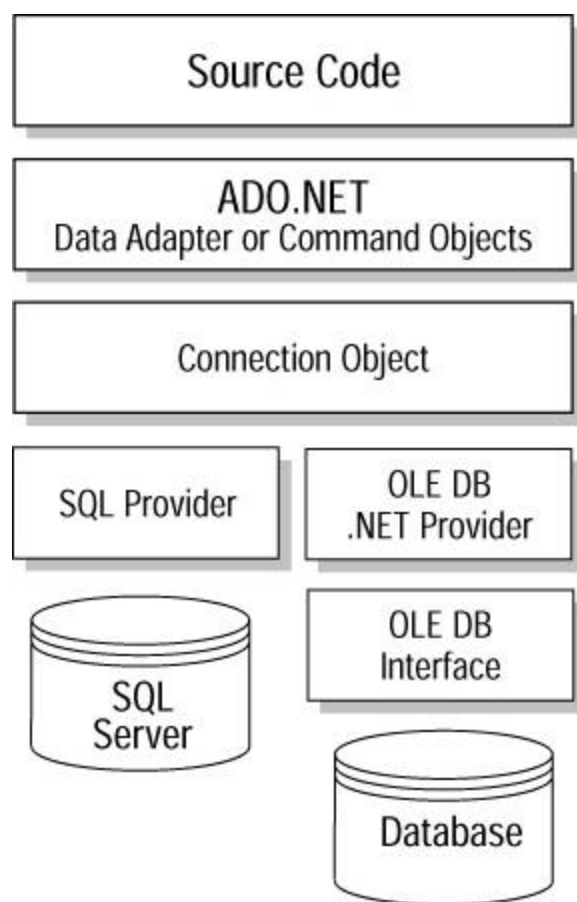 Source Code
ADO.NET
Data Adapter or Command Objects
Connection Object
SQL Provider
OLE DB
.NET Provider
SQL
Server
OLE DB
Interface
Database